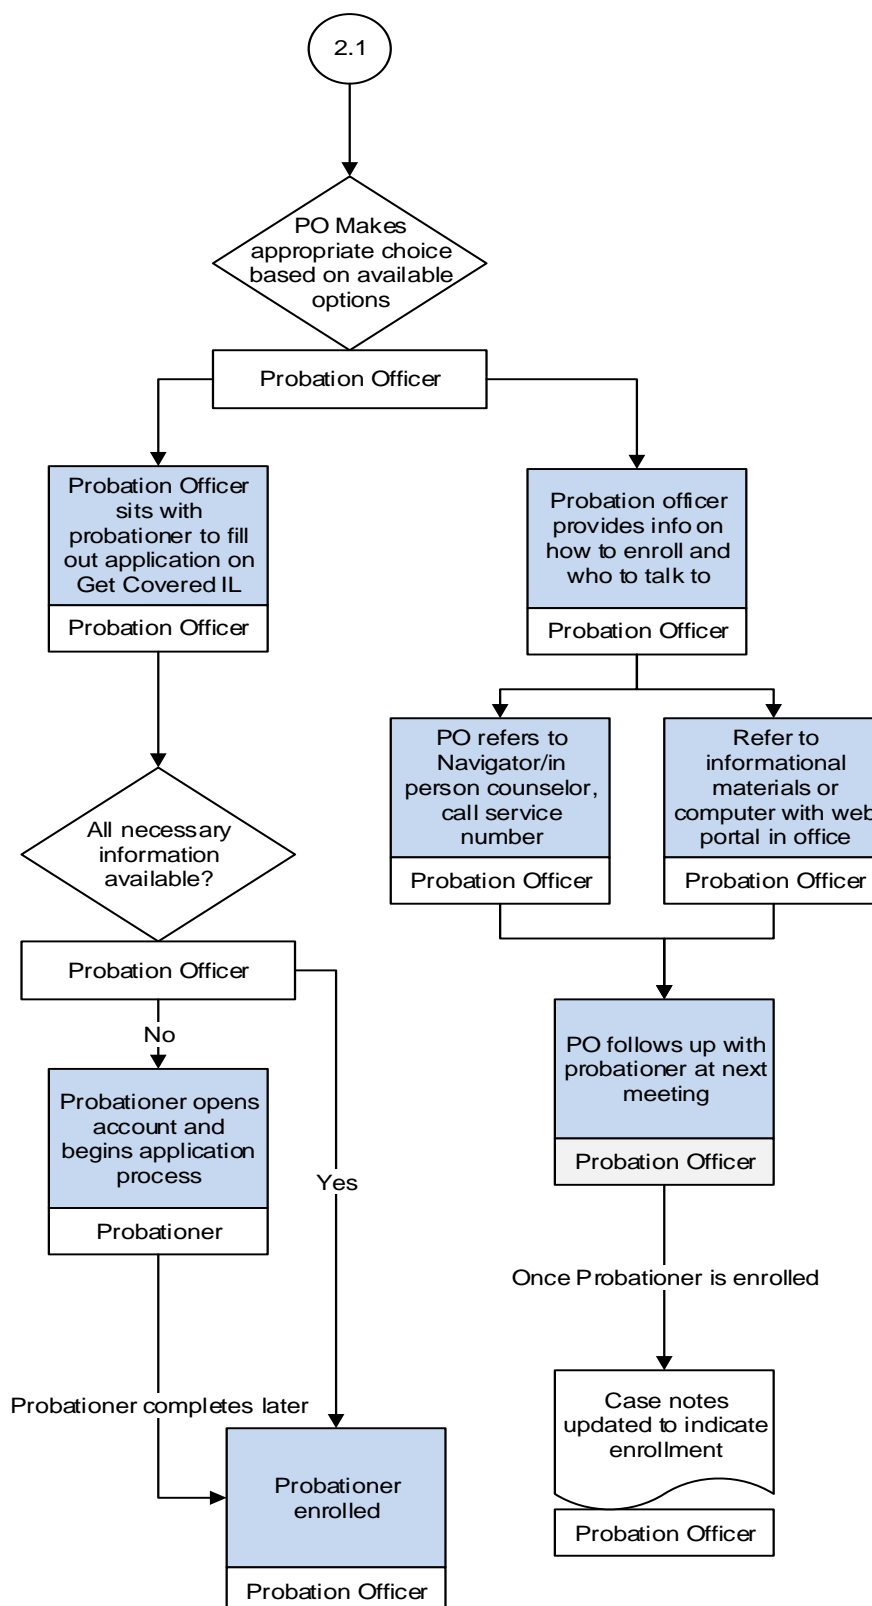 2.1
PO Makes
appropriate choice
based on available
options
Probation Officer
Probation Officer
sits with
probationer to fill
out application on
Get Covered IL
Probation Officer
Probation officer
provides info on
how to enroll and
who to talk to
Probation Officer
PO refers to
Navigator/in
person counselor,
call service
number
Probation Officer
Refer to
informational
materials or
computer with web
portal in office
Probation Officer
All necessary
information
available?
Probation Officer
No
Yes
Probationer opens
account and
begins application
process
Probationer
PO follows up with
probationer at next
meeting
Probation Officer
Once Probationer is enrolled
Probationer completes later
Probationer
enrolled
Probation Officer
Case notes
updated to indicate
enrollment
Probation Officer